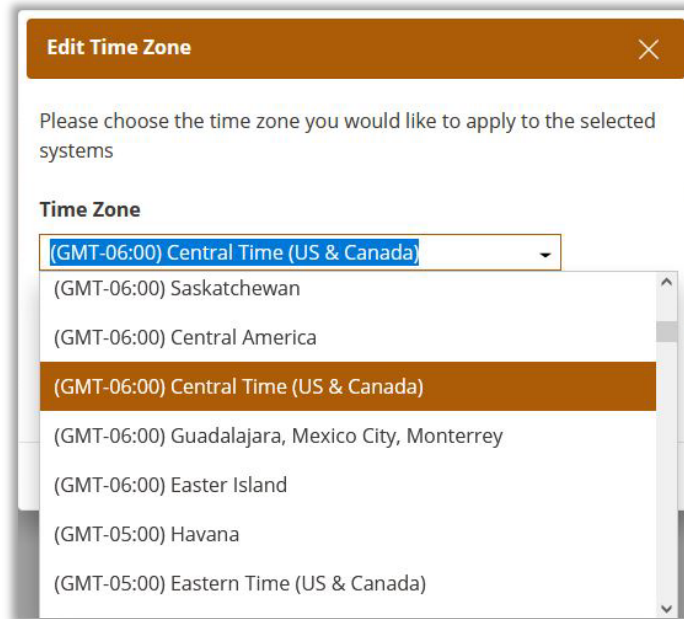 Edit Time Zone
Please choose the time zone you would like to apply to the selected
systems
Time Zone
(GMT-06:00) Central Time (US & Canada)
(GMT-06:00) Saskatchewan
(GMT-06:00) Central America
(GMT-06:00) Central Time (US & Canada)
(GMT-06:00) Guadalajara, Mexico City, Monterrey
(GMT-06:00) Easter Island
(GMT-05:00) Havana
(GMT-05:00) Eastern Time (US & Canada)